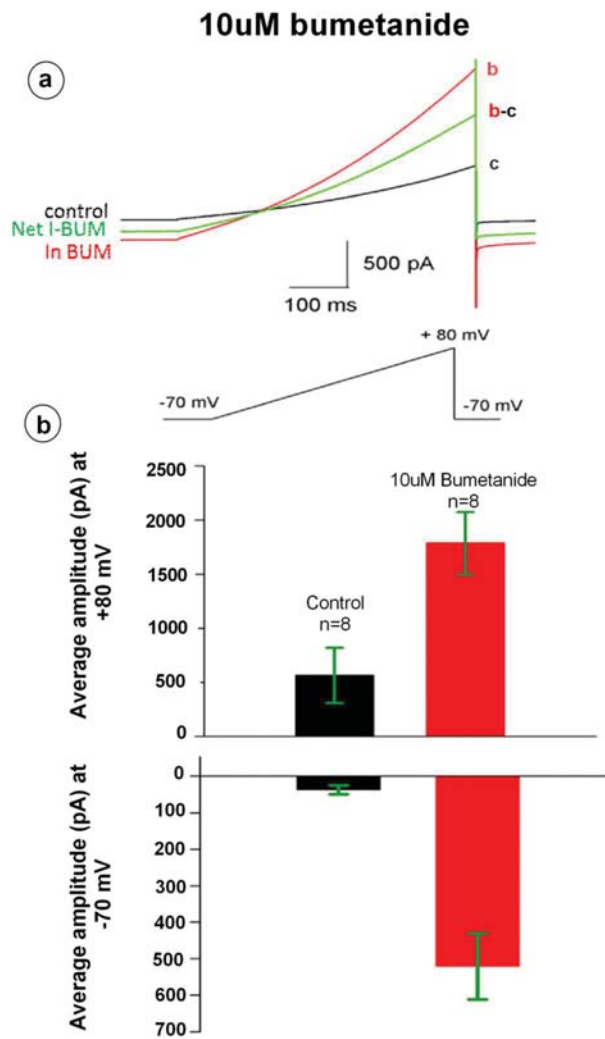 10uM bumetanide
a
b
b-c
c
control
Net I-BUM
In BUM
500 pA
100 ms
+ 80 mV
-70 mV
-70 mV
b
Average amplitude (pA) at
+80 mV
2500
2000
1500
1000
500
0
10uM Bumetanide
n=8
Control
n=8
Average amplitude (pA) at
-70 mV
0
100
200
300
400
500
600
700